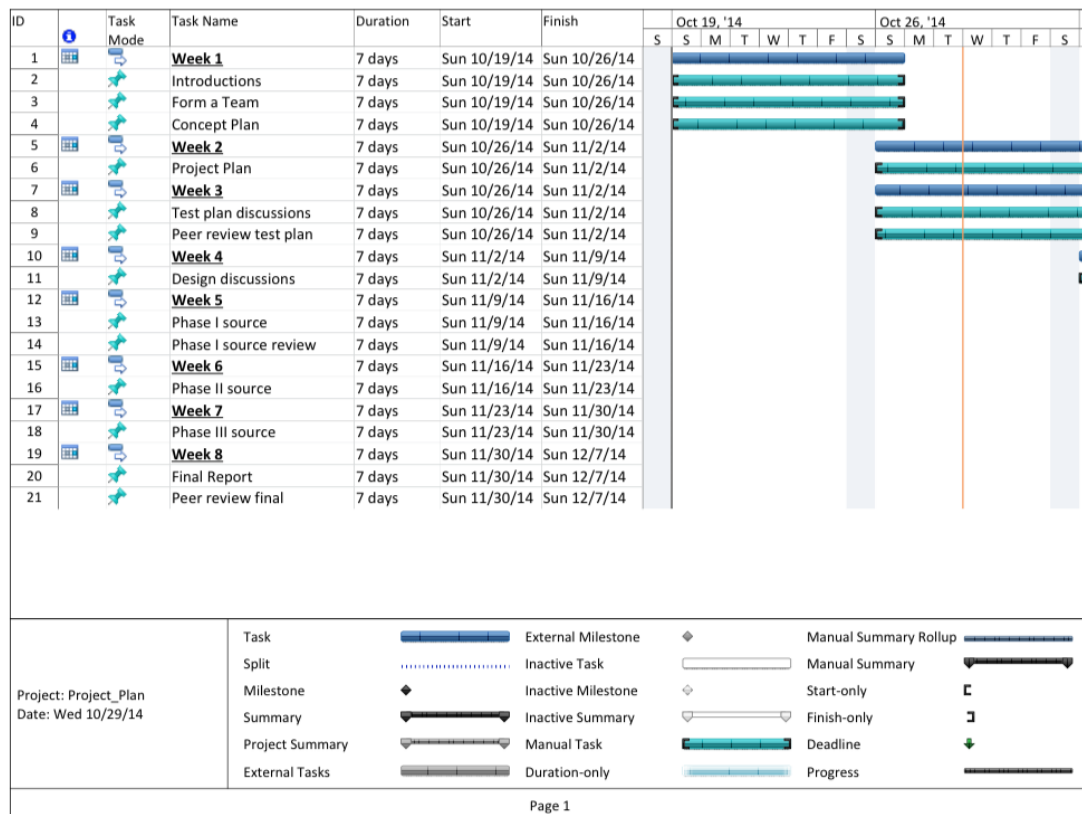 ID Task Mode Task Name Duration Start Finish Oct 19, '14 Oct 26, '14
S S M T W T F S S M T W T F S
1 Week 1 7 days Sun 10/19/14 Sun 10/26/14
2 Introductions 7 days Sun 10/19/14 Sun 10/26/14
3 Form a Team 7 days Sun 10/19/14 Sun 10/26/14
4 Concept Plan 7 days Sun 10/19/14 Sun 10/26/14
5 Week 2 7 days Sun 10/26/14 Sun 11/2/14
6 Project Plan 7 days Sun 10/26/14 Sun 11/2/14
7 Week 3 7 days Sun 10/26/14 Sun 11/2/14
8 Test plan discussions 7 days Sun 10/26/14 Sun 11/2/14
9 Peer review test plan 7 days Sun 10/26/14 Sun 11/2/14
10 Week 4 7 days Sun 11/2/14 Sun 11/9/14
11 Design discussions 7 days Sun 11/2/14 Sun 11/9/14
12 Week 5 7 days Sun 11/9/14 Sun 11/16/14
13 Phase I source 7 days Sun 11/9/14 Sun 11/16/14
14 Phase I source review 7 days Sun 11/9/14 Sun 11/16/14
15 Week 6 7 days Sun 11/16/14 Sun 11/23/14
16 Phase II source 7 days Sun 11/16/14 Sun 11/23/14
17 Week 7 7 days Sun 11/23/14 Sun 11/30/14
18 Phase III source 7 days Sun 11/23/14 Sun 11/30/14
19 Week 8 7 days Sun 11/30/14 Sun 12/7/14
20 Final Report 7 days Sun 11/30/14 Sun 12/7/14
21 Peer review final 7 days Sun 11/30/14 Sun 12/7/14
Project: Project_Plan
Date: Wed 10/29/14
Task External Milestone Manual Summary Rollup
Split Inactive Task Manual Summary
Milestone Inactive Milestone Start-only
Summary Inactive Summary Finish-only
Project Summary Manual Task Deadline
External Tasks Duration-only Progress
Page 1